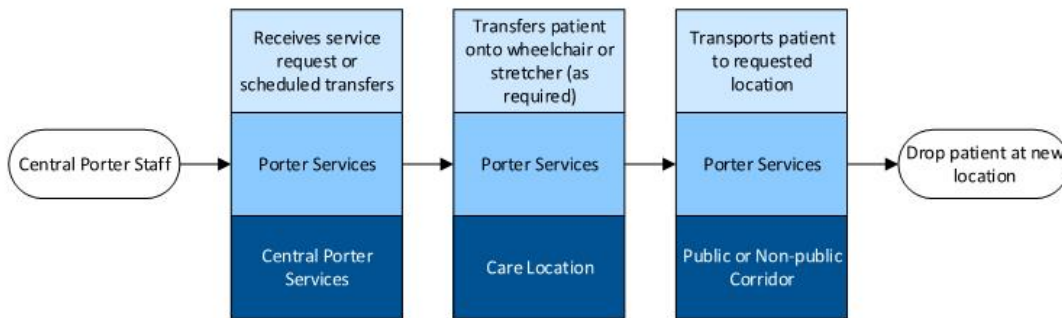 Central Porter Staff
Receives service
request or
scheduled transfers
Porter Services
Central Porter
Services
Transfers patient
onto wheelchair or
stretcher (as
required)
Porter Services
Care Location
Transports patient
to requested
location
Porter Services
Public or Non-public
Corridor
Drop patient at new
location